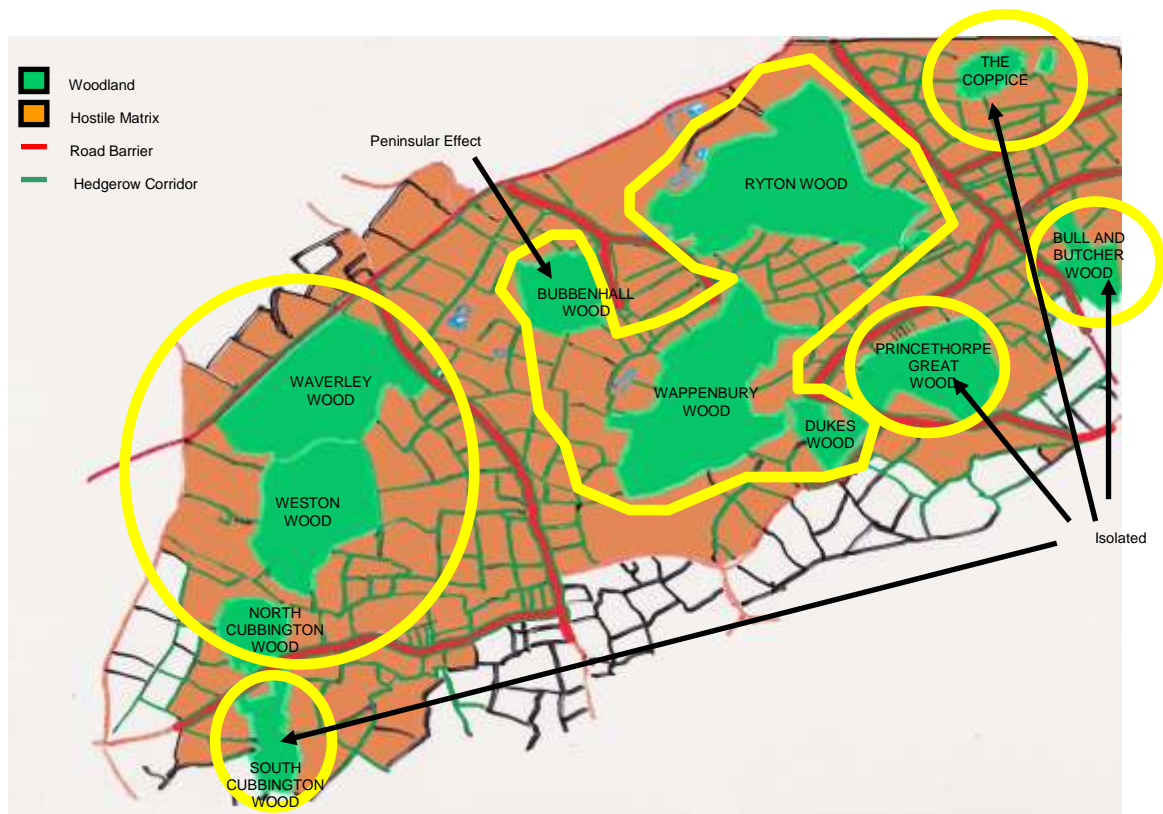 Woodland
Hostile Matrix
Road Barrier
Hedgerow Corridor
Peninsular Effect
THE
COPPICE
RYTON WOOD
BULL AND
BUTCHER
WOOD
BUBBENHALL
WOOD
PRINCETHORPE
GREAT
WOOD
WAVERLEY
WOOD
WAPPENBURY
WOOD
DUKES
WOOD
WESTON
WOOD
Isolated
NORTH
CUBBINGTON
WOOD
SOUTH
CUBBINGTON
WOOD